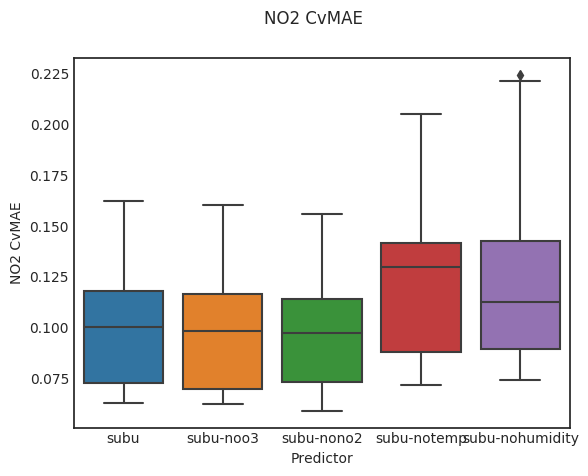 NO2 CvMAE
0.225
0.200
0.175
0.150
0.125
0.100
0.075
NO2 CvMAE
subu subu-noo3 subu-nono2 subu-notemp subu-nohumidity
Predictor